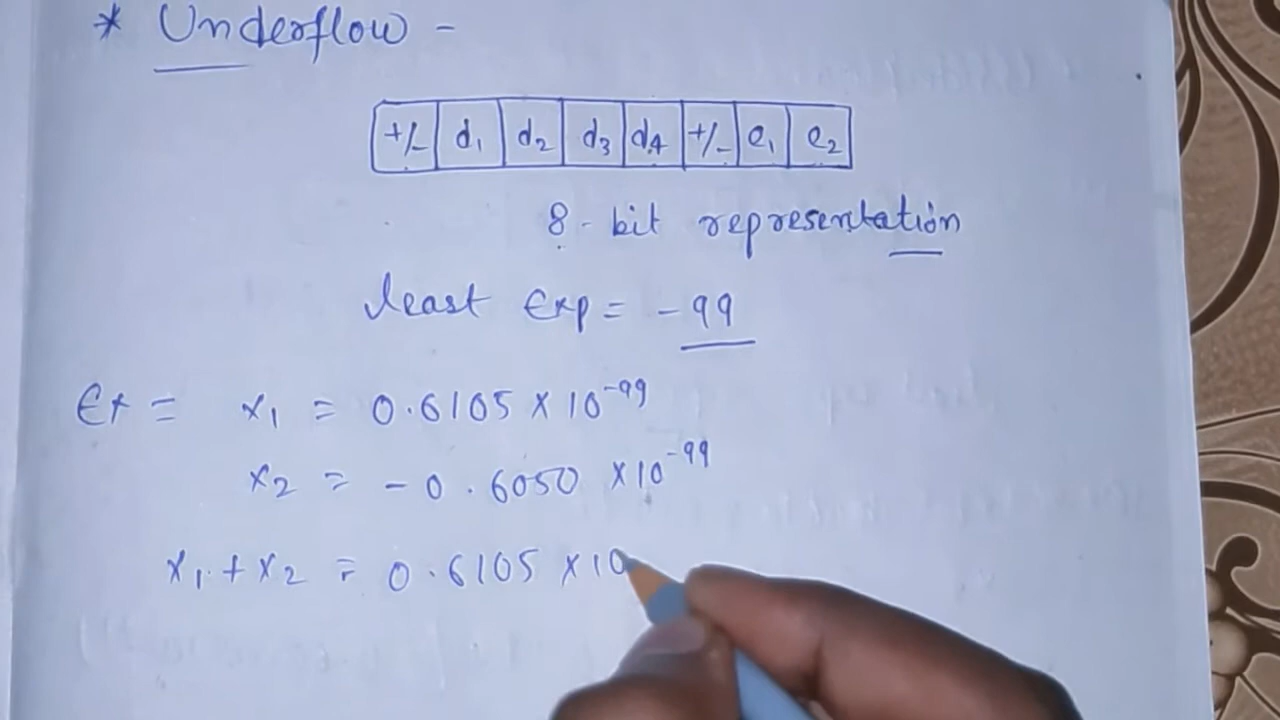 * Underflow -
+/- d₁ d₂ d₃ d₄ +/- e₁ e₂
8-bit representation
least Exp = -99
Ex = x₁ = 0.6105 × 10⁻⁹⁹
x₂ = -0.6050 × 10⁻⁹⁹
x₁ + x₂ = 0.6105 × 10